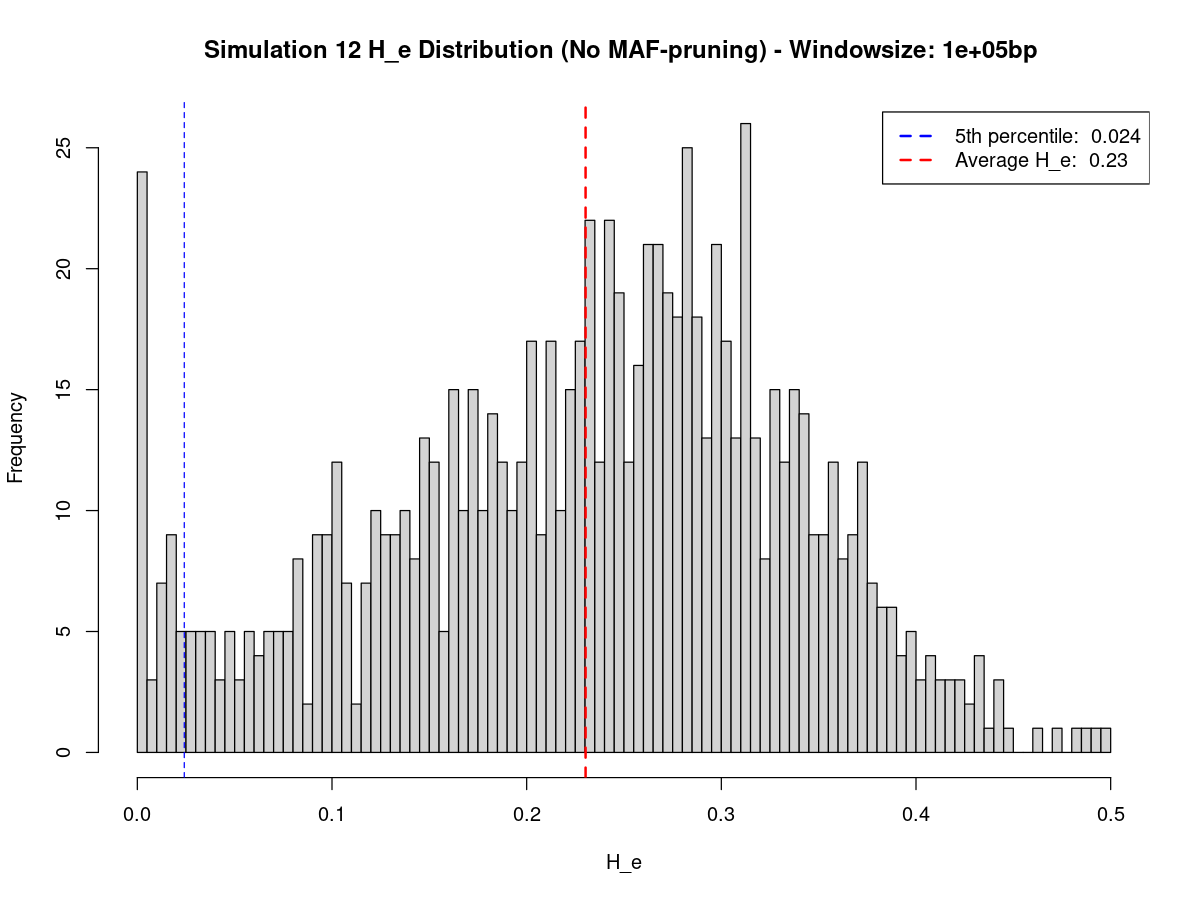 Simulation 12 H_e Distribution (No MAF-pruning) - Windowsize: 1e+05bp
5th percentile: 0.024
Average H_e: 0.23
Frequency
25
20
15
10
5
0
0.0 0.1 0.2 0.3 0.4 0.5
H_e